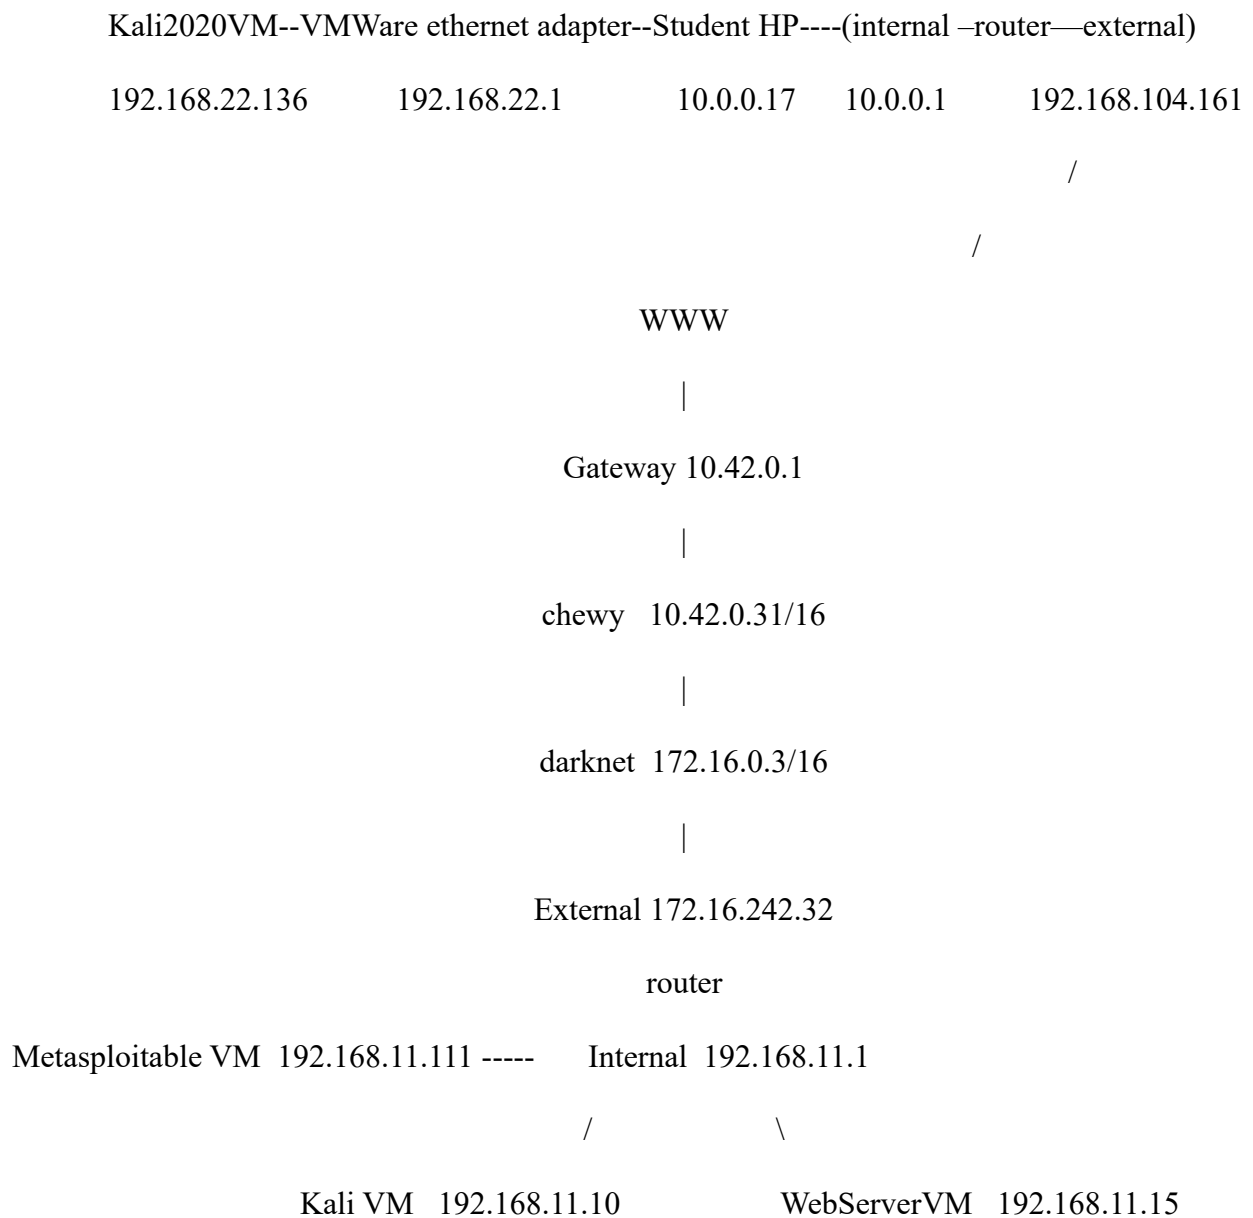 Kali2020VM--VMWare ethernet adapter--Student HP----(internal –router—external)
192.168.22.136 192.168.22.1 10.0.0.17 10.0.0.1 192.168.104.161
/
/
WWW
|
Gateway 10.42.0.1
|
chewy 10.42.0.31/16
|
darknet 172.16.0.3/16
|
External 172.16.242.32
router
Metasploitable VM 192.168.11.111 ----- Internal 192.168.11.1
/ \
Kali VM 192.168.11.10 WebServerVM 192.168.11.15